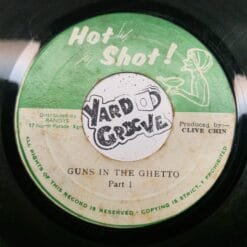 Hot Shot!
Distributed by
RANDYS
17 North Parade, Kgn
Produced by:—
CLIVE CHIN
YARD
GROOVE
GUNS IN THE GHETTO
Part 1
ALL RIGHTS OF THIS RECORD IS RESERVED - COPYING IS STRICT. Y PROHIBITED